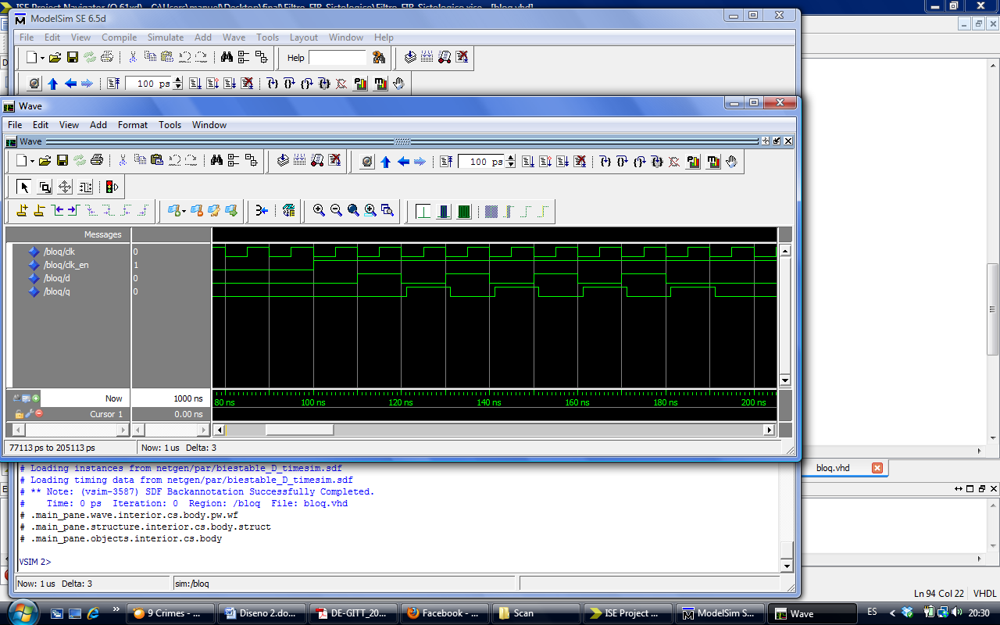 ISE Project Navigator (O.61xd) - C:\Users\manuel\Desktop\final\Filtro_FIR_Sistologico\Filtro_FIR_Sistologico.xise - [bloq.vhd]
ModelSim SE 6.5d
File Edit View Compile Simulate Add Wave Tools Layout Window Help
Help
100 ps
Wave
File Edit View Add Format Tools Window
Wave
100 ps
Messages
/bloq/clk 0
/bloq/clk_en 1
/bloq/d 0
/bloq/q 0
Now 1000 ns
80 ns 100 ns 120 ns 140 ns 160 ns 180 ns 200 ns
Cursor 1 0.00 ns
77113 ps to 205113 ps Now: 1 us Delta: 3
# Loading instances from netgen/par/biestable_D_timesim.sdf
# Loading timing data from netgen/par/biestable_D_timesim.sdf
# ** Note: (vsim-3587) SDF Backannotation Successfully Completed.
# Time: 0 ps Iteration: 0 Region: /bloq File: bloq.vhd
# .main_pane.wave.interior.cs.body.pw.wf
# .main_pane.structure.interior.cs.body.struct
# .main_pane.objects.interior.cs.body
VSIM 2>
Now: 1 us Delta: 3 sim:/bloq
bloq.vhd
Ln 94 Col 22 VHDL
9 Crimes - ... Diseno 2.do... DE-GITT_20... Facebook - ... Scan ISE Project ... ModelSim S... Wave ES 20:30